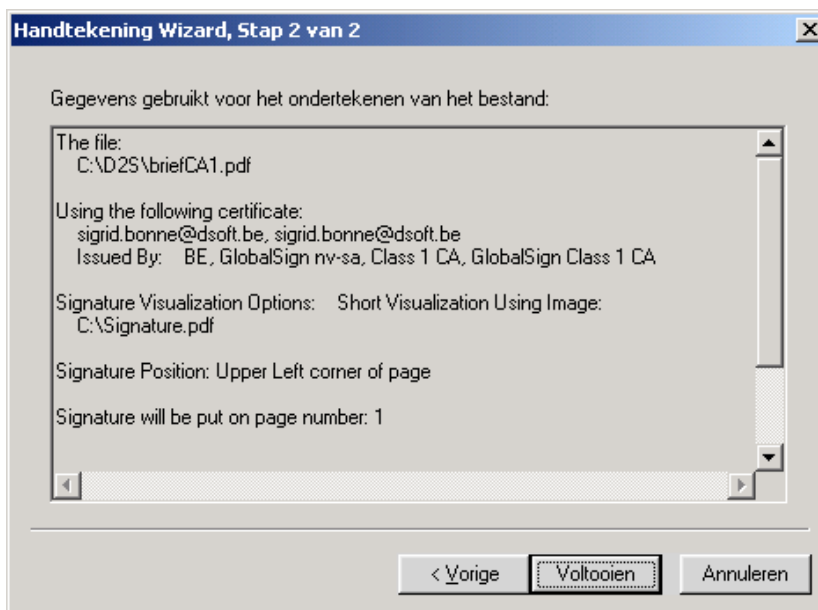 Handtekening Wizard, Stap 2 van 2
Gegevens gebruikt voor het ondertekenen van het bestand:
The file:
C:\D2S\briefCA1.pdf
Using the following certificate:
sigrid.bonne@dsoft.be, sigrid.bonne@dsoft.be
Issued By: BE, GlobalSign nv-sa, Class 1 CA, GlobalSign Class 1 CA
Signature Visualization Options: Short Visualization Using Image:
C:\Signature.pdf
Signature Position: Upper Left corner of page
Signature will be put on page number: 1
< Vorige Voltooien Annuleren